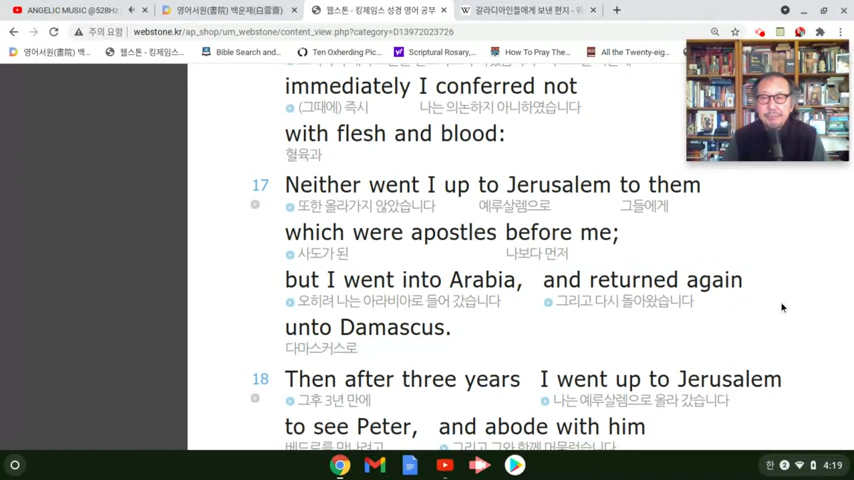 ANGELIC MUSIC @528Hz
영어서원(書院) 백운재(白雲齋)
웹스톤 - 킹제임스 성경 영어 공부
갈라디아인들에게 보낸 편지 - 위
주의 요함
webstone.kr/ap_shop/um_webstone/content_view.php?category=D13972023726
영어서원(書院) 백...
웹스톤 - 킹제임...
Bible Search and...
Ten Oxherding Pic...
Scriptural Rosary,...
How To Pray The...
All the Twenty-eig...
immediately I conferred not
(그때에) 즉시 나는 의논하지 아니하였습니다
with flesh and blood:
혈육과
17 Neither went I up to Jerusalem to them
또한 올라가지 않았습니다 예루살렘으로 그들에게
which were apostles before me;
사도가 된 나보다 먼저
but I went into Arabia, and returned again
오히려 나는 아라비아로 들어 갔습니다 그리고 다시 돌아왔습니다
unto Damascus.
다마스커스로
18 Then after three years I went up to Jerusalem
그후 3년 만에 나는 예루살렘으로 올라 갔습니다
to see Peter, and abode with him
베드로를 만나려고 그리고 그와 함께 머물렀습니다
한 2 4:19